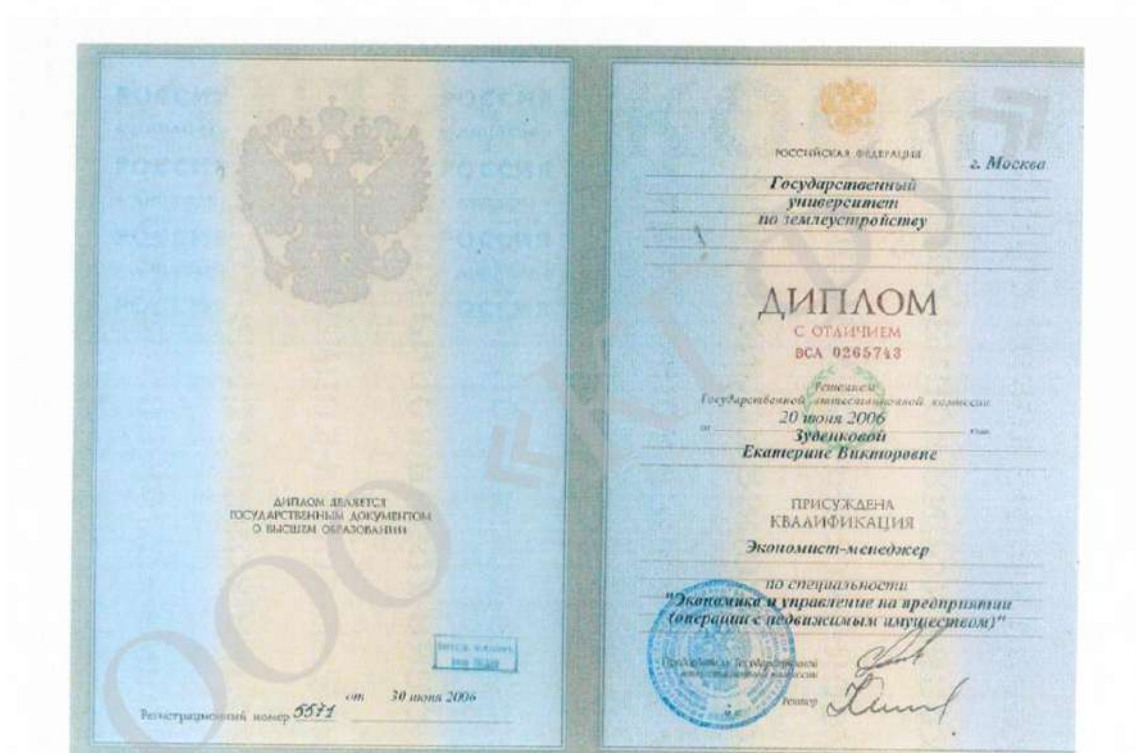 ДИПЛОМ ЯВЛЯЕТСЯ
ГОСУДАРСТВЕННЫМ ДОКУМЕНТОМ
О ВЫСШЕМ ОБРАЗОВАНИИ
от 30 июня 2006
Регистрационный номер 5571
РОССИЙСКАЯ ФЕДЕРАЦИЯ
г. Москва
Государственный
университет
по землеустройству
ДИПЛОМ
С ОТЛИЧИЕМ
ВСА 0265743
Решением
Государственной аттестационной комиссии
от 20 июня 2006 года
Зуденковой
Екатерине Викторовне
ПРИСУЖДЕНА
КВАЛИФИКАЦИЯ
Экономист-менеджер
по специальности
"Экономика и управление на предприятии
(операции с недвижимым имуществом)"
Председатель Государственной
аттестационной комиссии
Ректор
ООО «